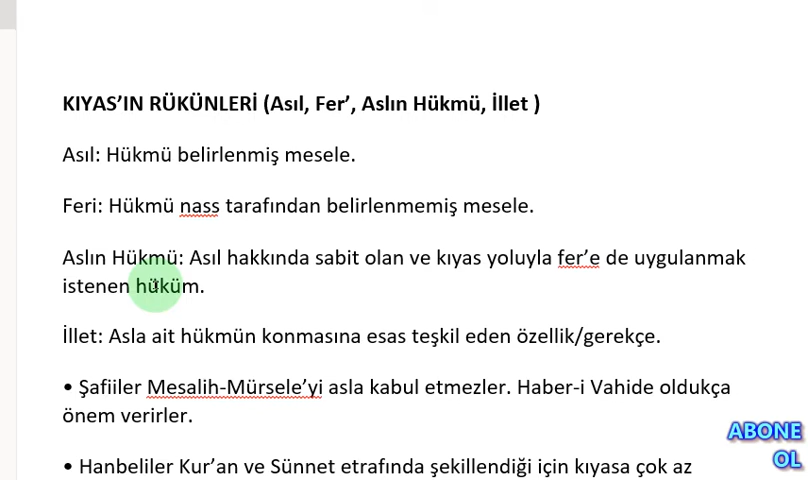 KIYAS’IN RÜKÜNLERİ (Asıl, Fer’, Aslın Hükmü, İllet )
Asıl: Hükmü belirlenmiş mesele.
Feri: Hükmü nass tarafından belirlenmemiş mesele.
Aslın Hükmü: Asıl hakkında sabit olan ve kıyas yoluyla fer’e de uygulanmak
istenen hüküm.
İllet: Asla ait hükmün konmasına esas teşkil eden özellik/gerekçe.
• Şafiiler Mesalih-Mürsele’yi asla kabul etmezler. Haber-i Vahide oldukça
önem verirler.
• Hanbeliler Kur’an ve Sünnet etrafında şekillendiği için kıyasa çok az
ABONE
OL